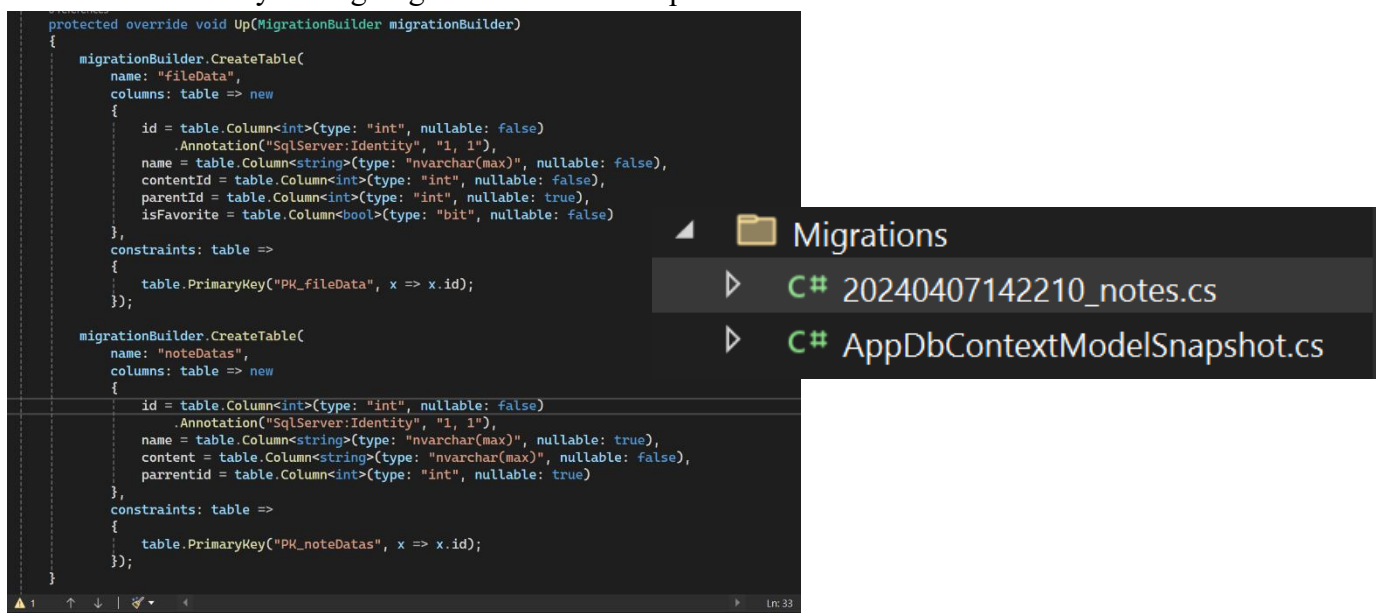 protected override void Up(MigrationBuilder migrationBuilder)
{
migrationBuilder.CreateTable(
name: "fileData",
columns: table => new
{
id = table.Column<int>(type: "int", nullable: false)
.Annotation("SqlServer:Identity", "1, 1"),
name = table.Column<string>(type: "nvarchar(max)", nullable: false),
contentId = table.Column<int>(type: "int", nullable: false),
parentId = table.Column<int>(type: "int", nullable: true),
isFavorite = table.Column<bool>(type: "bit", nullable: false)
},
constraints: table =>
{
table.PrimaryKey("PK_fileData", x => x.id);
});
migrationBuilder.CreateTable(
name: "noteDatas",
columns: table => new
{
id = table.Column<int>(type: "int", nullable: false)
.Annotation("SqlServer:Identity", "1, 1"),
name = table.Column<string>(type: "nvarchar(max)", nullable: true),
content = table.Column<string>(type: "nvarchar(max)", nullable: false),
parrentid = table.Column<int>(type: "int", nullable: true)
},
constraints: table =>
{
table.PrimaryKey("PK_noteDatas", x => x.id);
});
}
1
Ln: 33
Migrations
C# 20240407142210_notes.cs
C# AppDbContextModelSnapshot.cs